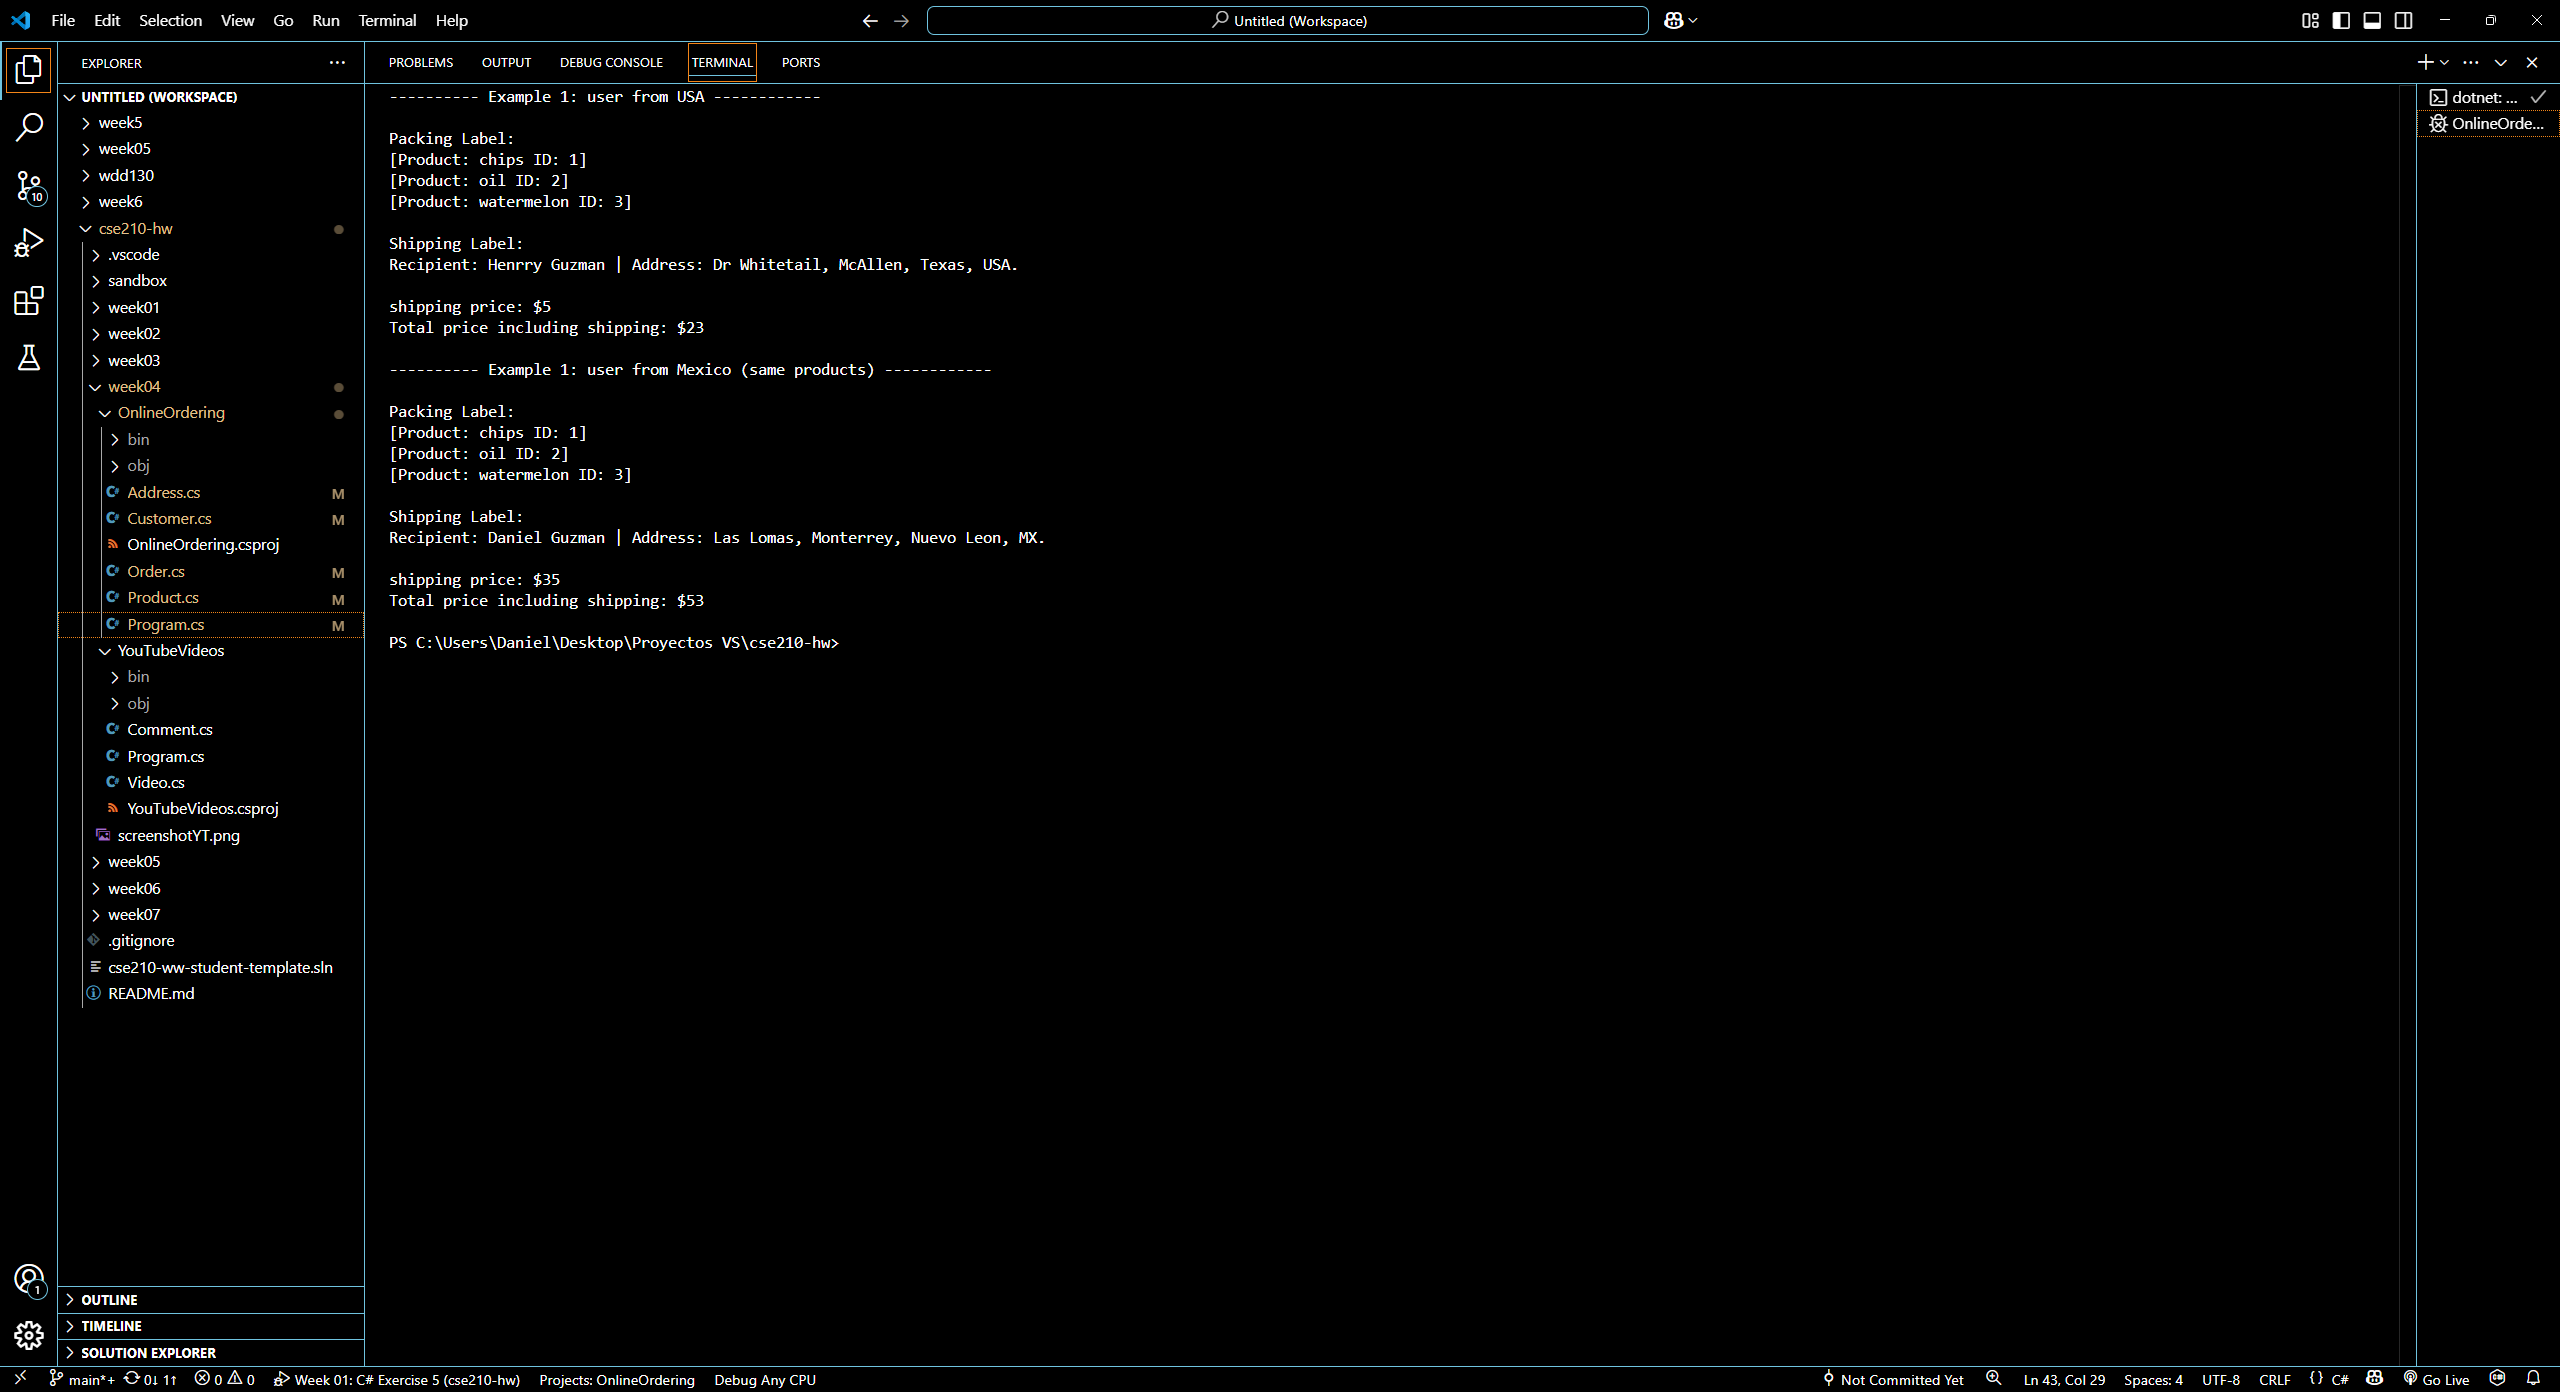 File Edit Selection View Go Run Terminal Help
Untitled (Workspace)
EXPLORER
UNTITLED (WORKSPACE)
week5
week05
wdd130
week6
cse210-hw
.vscode
sandbox
week01
week02
week03
week04
OnlineOrdering
bin
obj
Address.cs M
Customer.cs M
OnlineOrdering.csproj
Order.cs M
Product.cs M
Program.cs M
YouTubeVideos
bin
obj
Comment.cs
Program.cs
Video.cs
YouTubeVideos.csproj
screenshotYT.png
week05
week06
week07
.gitignore
cse210-ww-student-template.sln
README.md
OUTLINE
TIMELINE
SOLUTION EXPLORER
10
1
PROBLEMS OUTPUT DEBUG CONSOLE TERMINAL PORTS
---------- Example 1: user from USA ------------
Packing Label:
[Product: chips ID: 1]
[Product: oil ID: 2]
[Product: watermelon ID: 3]
Shipping Label:
Recipient: Henrry Guzman | Address: Dr Whitetail, McAllen, Texas, USA.
shipping price: $5
Total price including shipping: $23
---------- Example 1: user from Mexico (same products) ------------
Packing Label:
[Product: chips ID: 1]
[Product: oil ID: 2]
[Product: watermelon ID: 3]
Shipping Label:
Recipient: Daniel Guzman | Address: Las Lomas, Monterrey, Nuevo Leon, MX.
shipping price: $35
Total price including shipping: $53
PS C:\Users\Daniel\Desktop\Proyectos VS\cse210-hw>
dotnet: ...
OnlineOrde...
main*+ 0↓ 1↑ 0 0 Week 01: C# Exercise 5 (cse210-hw) Projects: OnlineOrdering Debug Any CPU Not Committed Yet Ln 43, Col 29 Spaces: 4 UTF-8 CRLF {} C# Go Live